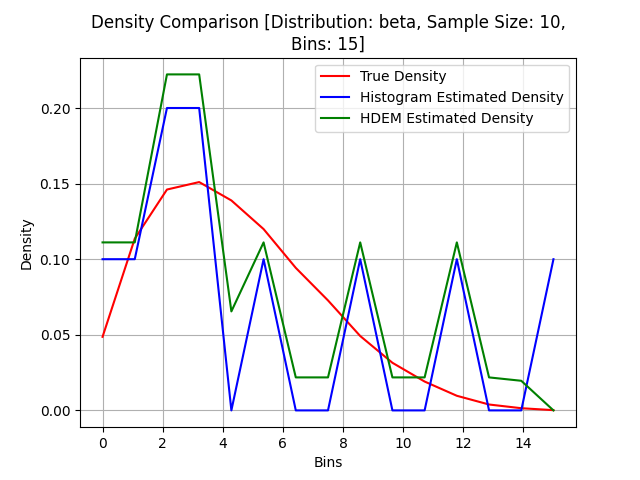 Density Comparison [Distribution: beta, Sample Size: 10,
Bins: 15]
True Density
Histogram Estimated Density
HDEM Estimated Density
Density
0.20
0.15
0.10
0.05
0.00
0 2 4 6 8 10 12 14
Bins